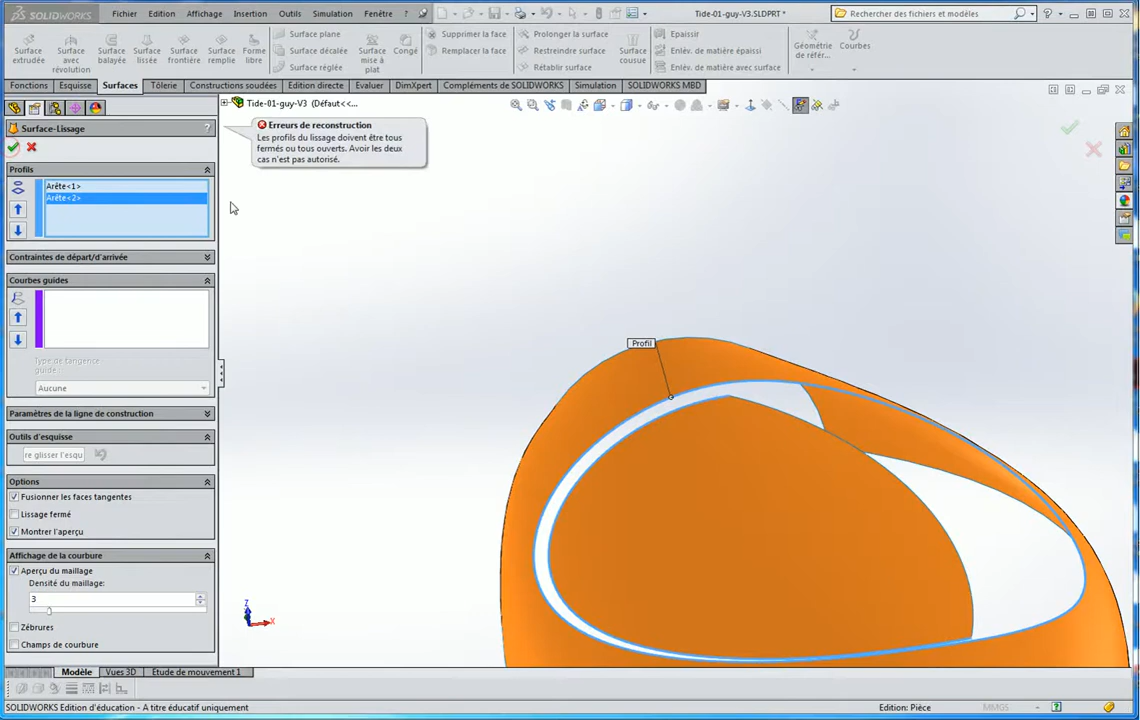 SOLIDWORKS
Fichier Edition Affichage Insertion Outils Simulation Fenêtre ?
Tide-01-guy-V3.SLDPRT *
Rechercher des fichiers et modèles
Surface extrudée
Surface avec révolution
Surface balayée
Surface lissée
Surface frontière
Surface remplie
Forme libre
Surface plane
Surface décalée
Surface réglée
Surface mise à plat
Congé
Supprimer la face
Remplacer la face
Prolonger la surface
Restreindre surface
Rétablir surface
Surface cousue
Epaissir
Enlèv. de matière épaissi
Enlèv. de matière avec surface
Géométrie de référ...
Courbes
Fonctions Esquisse Surfaces Tôlerie Constructions soudées Edition directe Evaluer DimXpert Compléments de SOLIDWORKS Simulation SOLIDWORKS MBD
Tide-01-guy-V3 (Défaut<<...
Surface-Lissage ?
Erreurs de reconstruction
Les profils du lissage doivent être tous
fermés ou tous ouverts. Avoir les deux
cas n'est pas autorisé.
Profils
Arête<1>
Arête<2>
Contraintes de départ/d'arrivée
Courbes guides
Type de tangence
guide:
Aucune
Paramètres de la ligne de construction
Outils d'esquisse
re glisser l'esqu
Options
Fusionner les faces tangentes
Lissage fermé
Montrer l'aperçu
Affichage de la courbure
Aperçu du maillage
Densité du maillage:
3
Zébrures
Champs de courbure
Profil
Z
X
Modèle Vues 3D Etude de mouvement 1
SOLIDWORKS Edition d'éducation - A titre éducatif uniquement
Edition: Pièce
MMGS